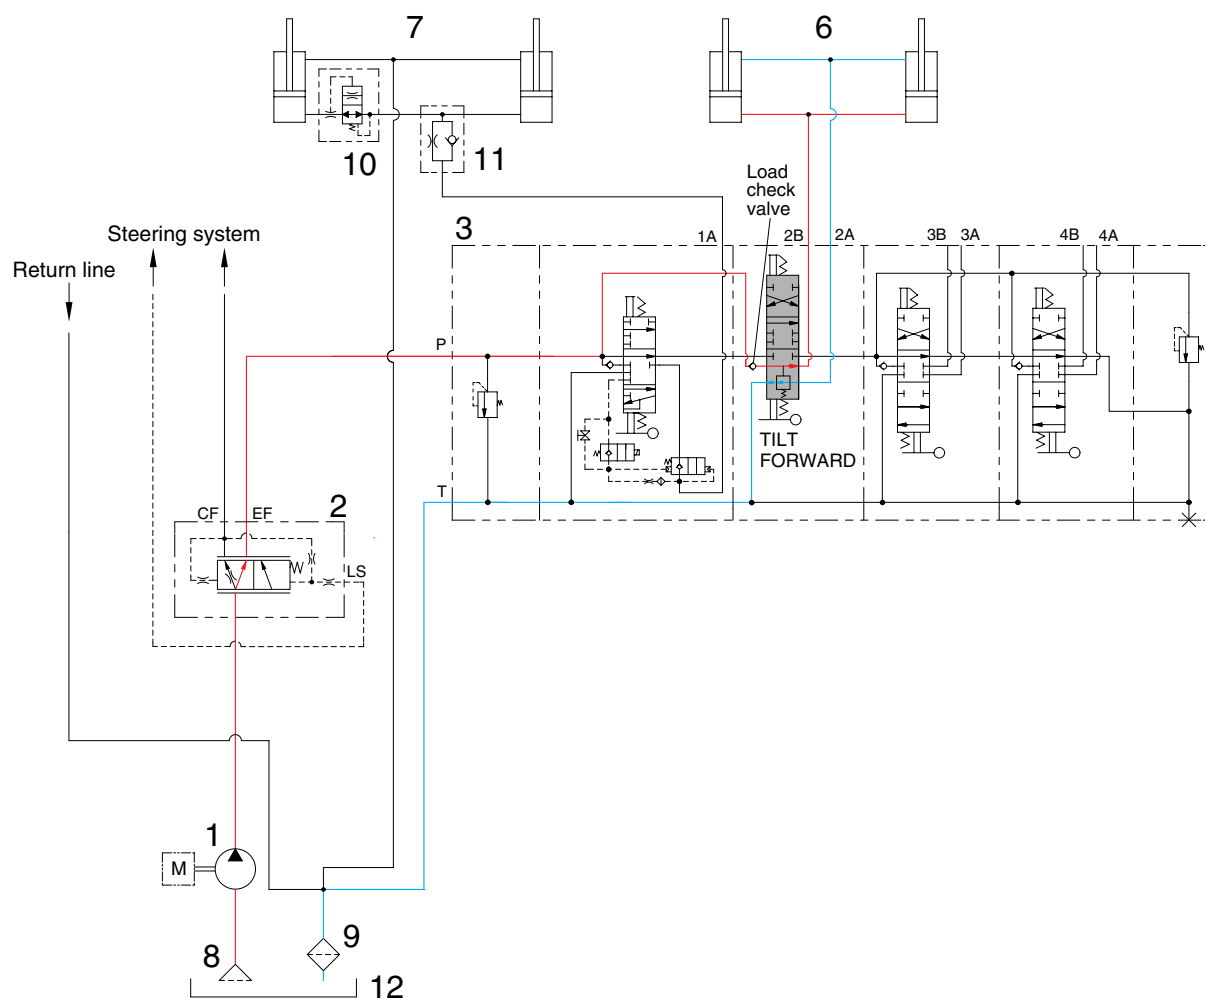 7
6
10
11
Load
check
valve
3
Steering system
Return line
1A
2B
2A
3B
3A
4B
4A
P
TILT
FORWARD
T
2
CF
EF
LS
1
M
8
9
12